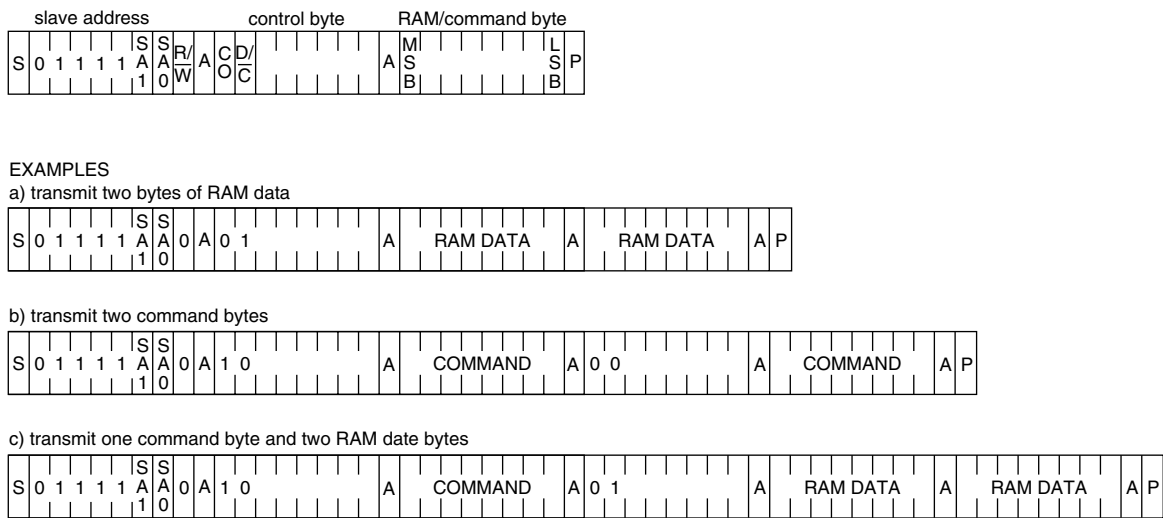 slave address control byte RAM/command byte
S 0 1 1 1 1 SA1 SA0 R/W A CO D/C A MSB LSB P
EXAMPLES
a) transmit two bytes of RAM data
S 0 1 1 1 1 SA1 SA0 0 A 0 1 A RAM DATA A RAM DATA A P
b) transmit two command bytes
S 0 1 1 1 1 SA1 SA0 0 A 1 0 A COMMAND A 0 0 A COMMAND A P
c) transmit one command byte and two RAM date bytes
S 0 1 1 1 1 SA1 SA0 0 A 1 0 A COMMAND A 0 1 A RAM DATA A RAM DATA A P